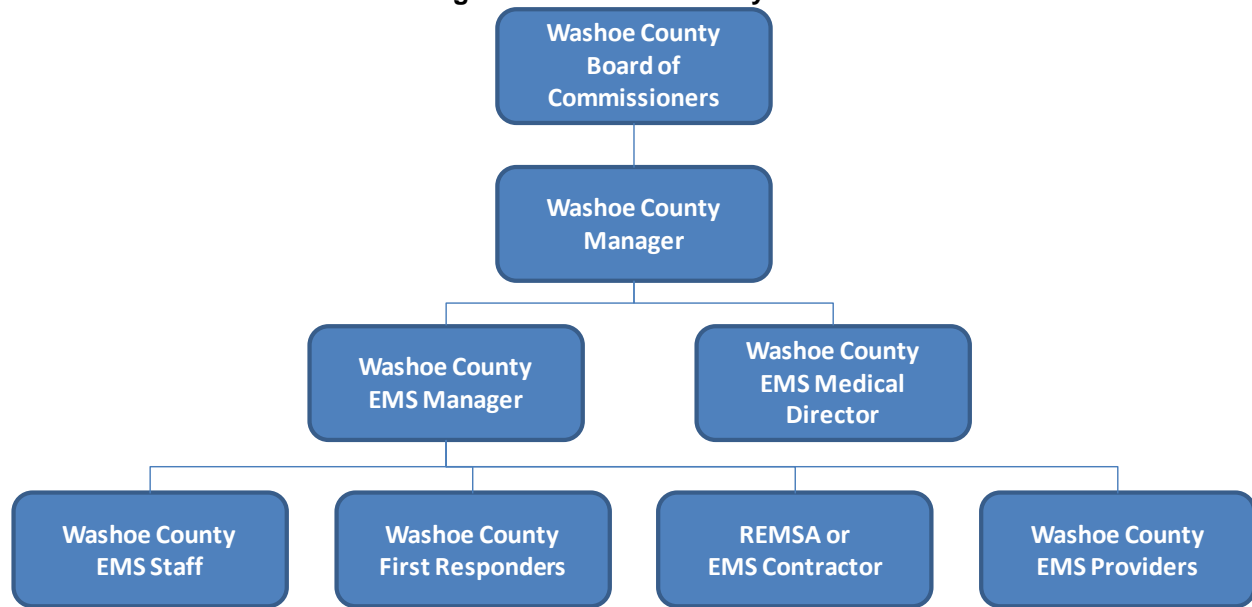 Washoe County
Board of
Commissioners
Washoe County
Manager
Washoe County
EMS Manager
Washoe County
EMS Medical
Director
Washoe County
EMS Staff
Washoe County
First Responders
REMSA or
EMS Contractor
Washoe County
EMS Providers